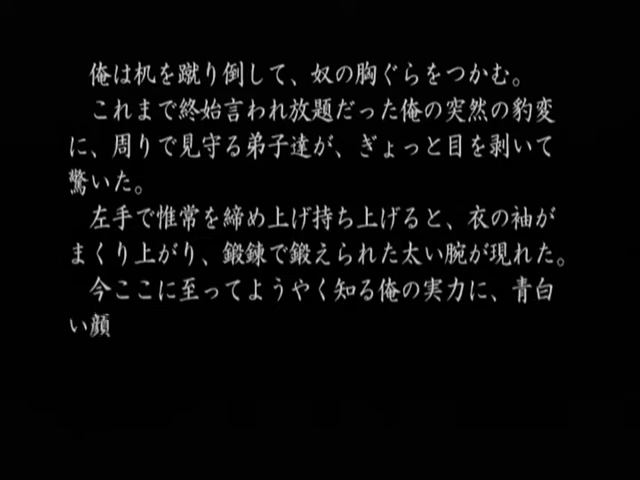 俺は机を蹴り倒して、奴の胸ぐらをつかむ。
これまで終始言われ放題だった俺の突然の豹変
に、周りで見守る弟子達が、ぎょっと目を剥いて
驚いた。
左手で惟常を締め上げ持ち上げると、衣の袖が
まくり上がり、鍛錬で鍛えられた太い腕が現れた。
今ここに至ってようやく知る俺の実力に、青白
い顔